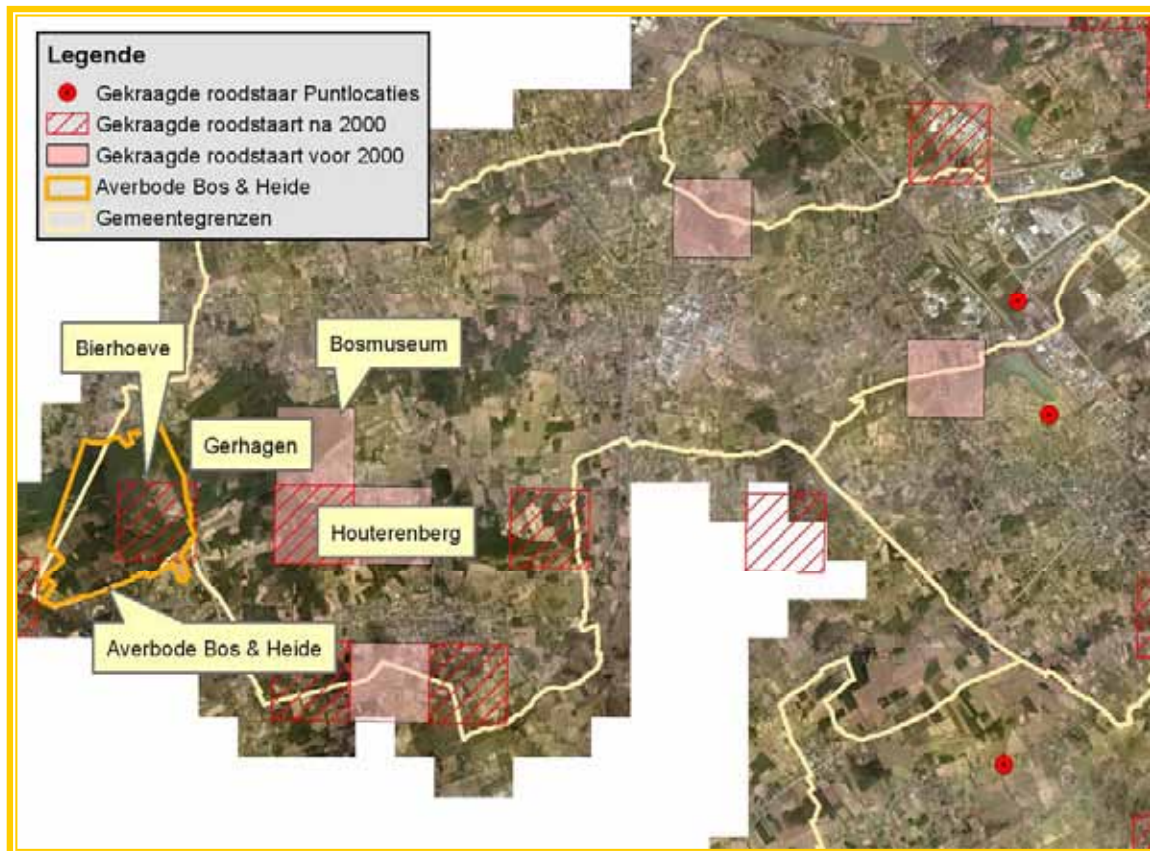 Legende
Gekraagde roodstaar Puntlocaties
Gekraagde roodstaart na 2000
Gekraagde roodstaart voor 2000
Averbode Bos & Heide
Gemeentegrenzen
Bierhoeve
Bosmuseum
Gerhagen
Houterenberg
Averbode Bos & Heide